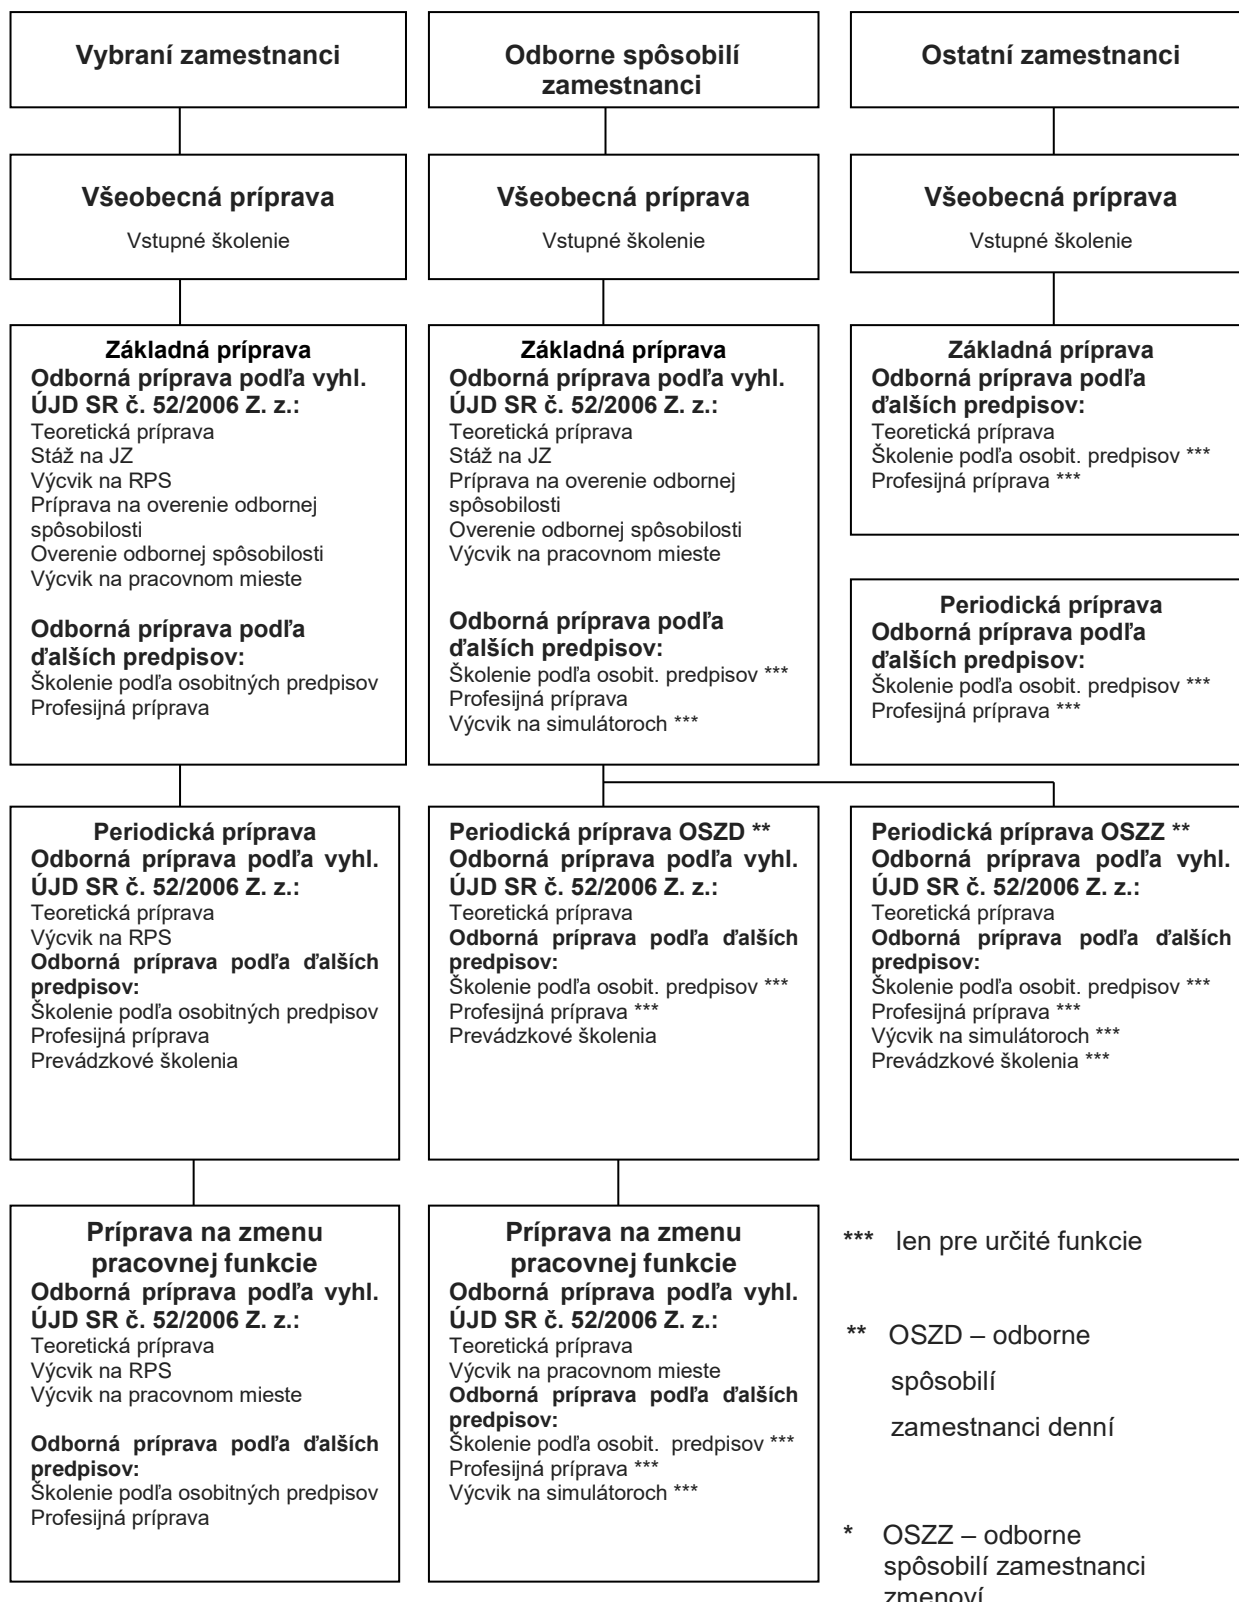 Vybraní zamestnanci
Odborne spôsobilí
zamestnanci
Ostatní zamestnanci
Všeobecná príprava
Vstupné školenie
Všeobecná príprava
Vstupné školenie
Všeobecná príprava
Vstupné školenie
Základná príprava
Odborná príprava podľa vyhl.
ÚJD SR č. 52/2006 Z. z.:
Teoretická príprava
Stáž na JZ
Výcvik na RPS
Príprava na overenie odbornej
spôsobilosti
Overenie odbornej spôsobilosti
Výcvik na pracovnom mieste
Odborná príprava podľa
ďalších predpisov:
Školenie podľa osobitných predpisov
Profesijná príprava
Základná príprava
Odborná príprava podľa vyhl.
ÚJD SR č. 52/2006 Z. z.:
Teoretická príprava
Stáž na JZ
Príprava na overenie odbornej
spôsobilosti
Overenie odbornej spôsobilosti
Výcvik na pracovnom mieste
Odborná príprava podľa
ďalších predpisov:
Školenie podľa osobit. predpisov ***
Profesijná príprava
Výcvik na simulátoroch ***
Základná príprava
Odborná príprava podľa
ďalších predpisov:
Teoretická príprava
Školenie podľa osobit. predpisov ***
Profesijná príprava ***
Periodická príprava
Odborná príprava podľa
ďalších predpisov:
Školenie podľa osobit. predpisov ***
Profesijná príprava ***
Periodická príprava
Odborná príprava podľa vyhl.
ÚJD SR č. 52/2006 Z. z.:
Teoretická príprava
Výcvik na RPS
Odborná príprava podľa ďalších
predpisov:
Školenie podľa osobitných predpisov
Profesijná príprava
Prevádzkové školenia
Periodická príprava OSZD **
Odborná príprava podľa vyhl.
ÚJD SR č. 52/2006 Z. z.:
Teoretická príprava
Odborná príprava podľa ďalších
predpisov:
Školenie podľa osobit. predpisov ***
Profesijná príprava ***
Prevádzkové školenia
Periodická príprava OSZZ **
Odborná príprava podľa vyhl.
ÚJD SR č. 52/2006 Z. z.:
Teoretická príprava
Odborná príprava podľa ďalších
predpisov:
Školenie podľa osobit. predpisov ***
Profesijná príprava ***
Výcvik na simulátoroch ***
Prevádzkové školenia ***
Príprava na zmenu
pracovnej funkcie
Odborná príprava podľa vyhl.
ÚJD SR č. 52/2006 Z. z.:
Teoretická príprava
Výcvik na RPS
Výcvik na pracovnom mieste
Odborná príprava podľa ďalších
predpisov:
Školenie podľa osobitných predpisov
Profesijná príprava
Príprava na zmenu
pracovnej funkcie
Odborná príprava podľa vyhl.
ÚJD SR č. 52/2006 Z. z.:
Teoretická príprava
Výcvik na pracovnom mieste
Odborná príprava podľa ďalších
predpisov:
Školenie podľa osobit. predpisov ***
Profesijná príprava ***
Výcvik na simulátoroch ***
*** len pre určité funkcie
** OSZD – odborne
spôsobilí
zamestnanci denní
* OSZZ – odborne
spôsobilí zamestnanci
zmenoví